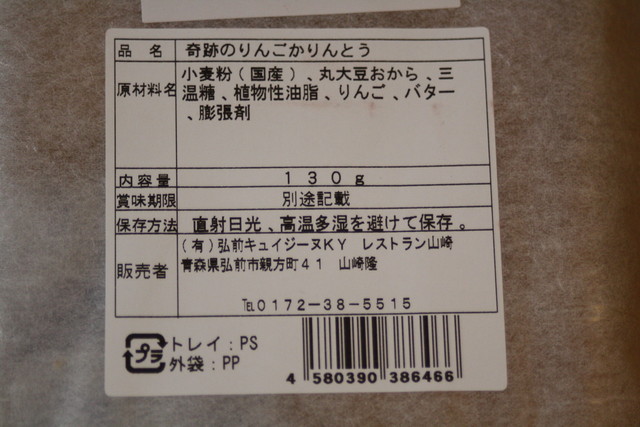 品名 奇跡のりんごかりんとう
原材料名 小麦粉(国産)、丸大豆おから、三
温糖、植物性油脂、りんご、バター
、膨張剤
内容量 130g
賞味期限 別途記載
保存方法 直射日光、高温多湿を避けて保存。
販売者 (有)弘前キュイジーヌKY レストラン山崎
青森県弘前市親方町41 山崎隆
℡0172-38-5515
プラ
トレイ:PS
外袋:PP
4 580390 386466